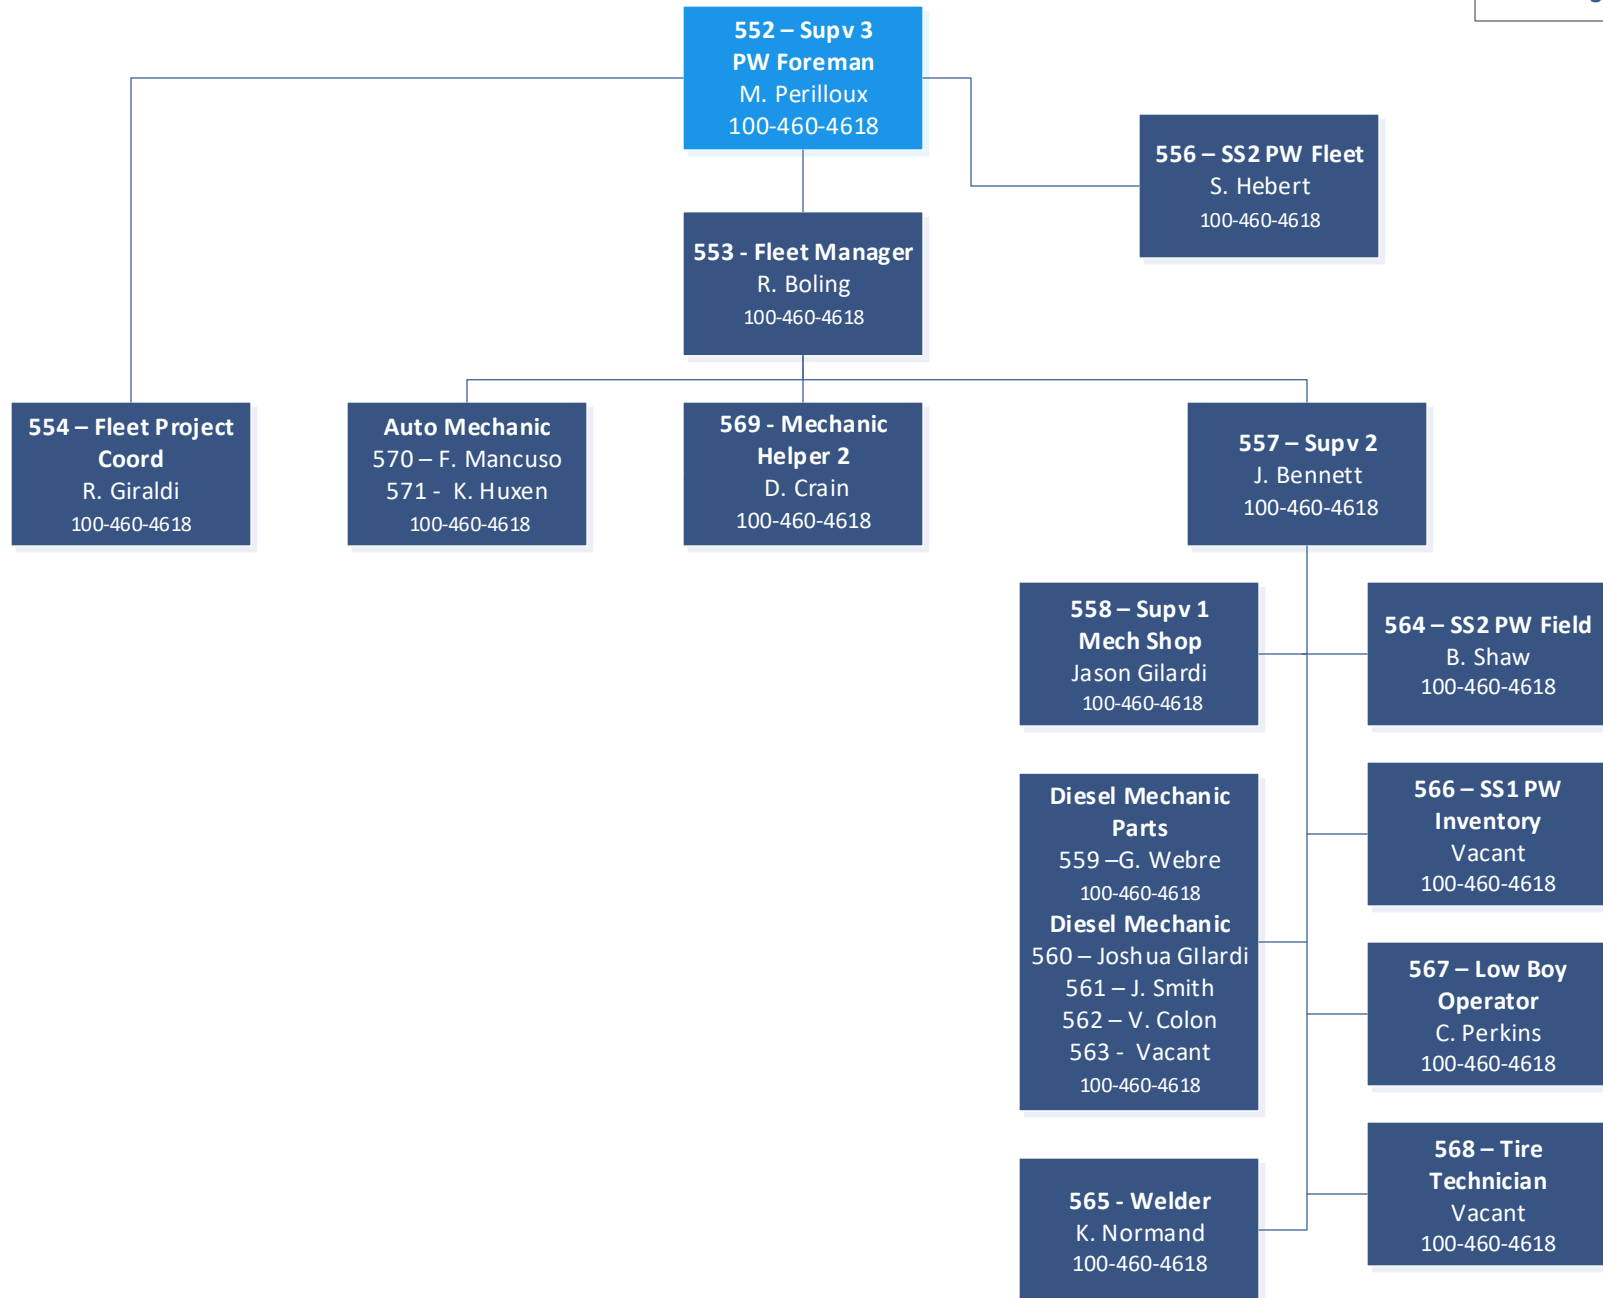 552 – Supv 3
PW Foreman
M. Perilloux
100-460-4618
556 – SS2 PW Fleet
S. Hebert
100-460-4618
553 - Fleet Manager
R. Boling
100-460-4618
554 – Fleet Project
Coord
R. Giraldi
100-460-4618
Auto Mechanic
570 – F. Mancuso
571 -  K. Huxen
100-460-4618
569 - Mechanic
Helper 2
D. Crain
100-460-4618
557 – Supv 2
J. Bennett
100-460-4618
558 – Supv 1
Mech Shop
Jason Gilardi
100-460-4618
564 – SS2 PW Field
B. Shaw
100-460-4618
Diesel Mechanic
Parts
559 –G. Webre
100-460-4618
Diesel Mechanic
560 – Joshua GIlardi
561 – J. Smith
562 – V. Colon
563 -  Vacant
100-460-4618
566 – SS1 PW
Inventory
Vacant
100-460-4618
567 – Low Boy
Operator
C. Perkins
100-460-4618
565 - Welder
K. Normand
100-460-4618
568 – Tire
Technician
Vacant
100-460-4618